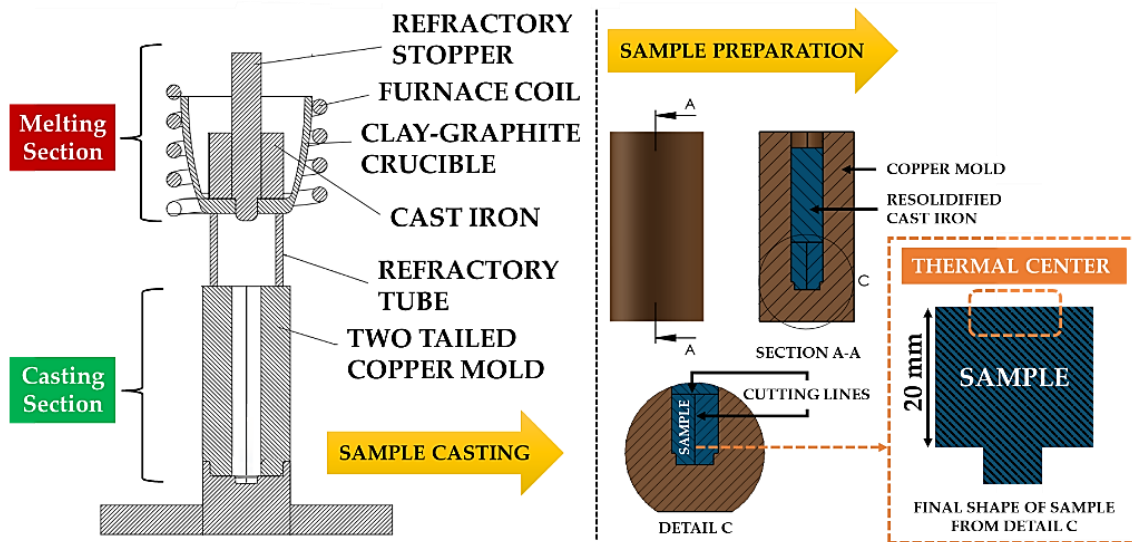 REFRACTORY
STOPPER
FURNACE COIL
CLAY-GRAPHITE
CRUCIBLE
CAST IRON
REFRACTORY
TUBE
TWO TAILED
COPPER MOLD
Melting
Section
Casting
Section
SAMPLE CASTING
SAMPLE PREPARATION
A
A
COPPER MOLD
RESOLIDIFIED
CAST IRON
C
SECTION A-A
CUTTING LINES
SAMPLE
DETAIL C
THERMAL CENTER
20 mm
SAMPLE
FINAL SHAPE OF SAMPLE
FROM DETAIL C